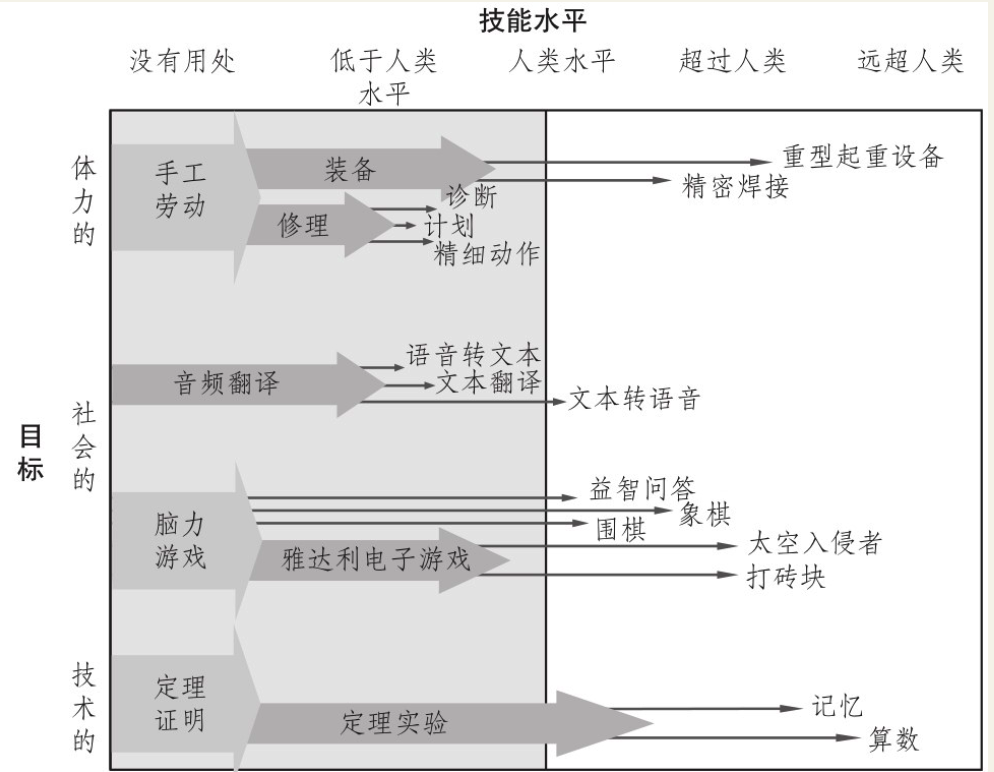 技能水平
没有用处
低于人类
水平
人类水平
超过人类
远超人类
目标
体力的
手工
劳动
装备
重型起重设备
精密焊接
修理
诊断
计划
精细动作
社会的
音频翻译
语音转文本
文本翻译
文本转语音
脑力
游戏
益智问答
象棋
围棋
雅达利电子游戏
太空入侵者
打砖块
技术的
定理
证明
定理实验
记忆
算数